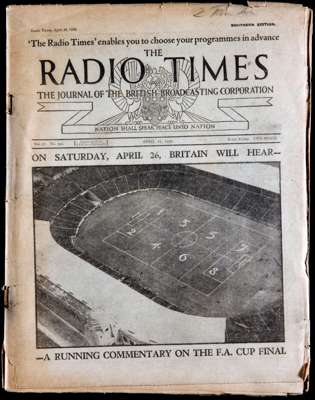 SOUTHERN EDITION.
'The Radio Times' enables you to choose your programmes in advance
THE
RADIO TIMES
THE JOURNAL OF THE BRITISH BROADCASTING CORPORATION
NATION SHALL SPEAK PEACE UNTO NATION
TWO PENCE.
ON SATURDAY, APRIL 26, BRITAIN WILL HEAR—
1 3 5 7
2 4 6 8
—A RUNNING COMMENTARY ON THE F.A. CUP FINAL